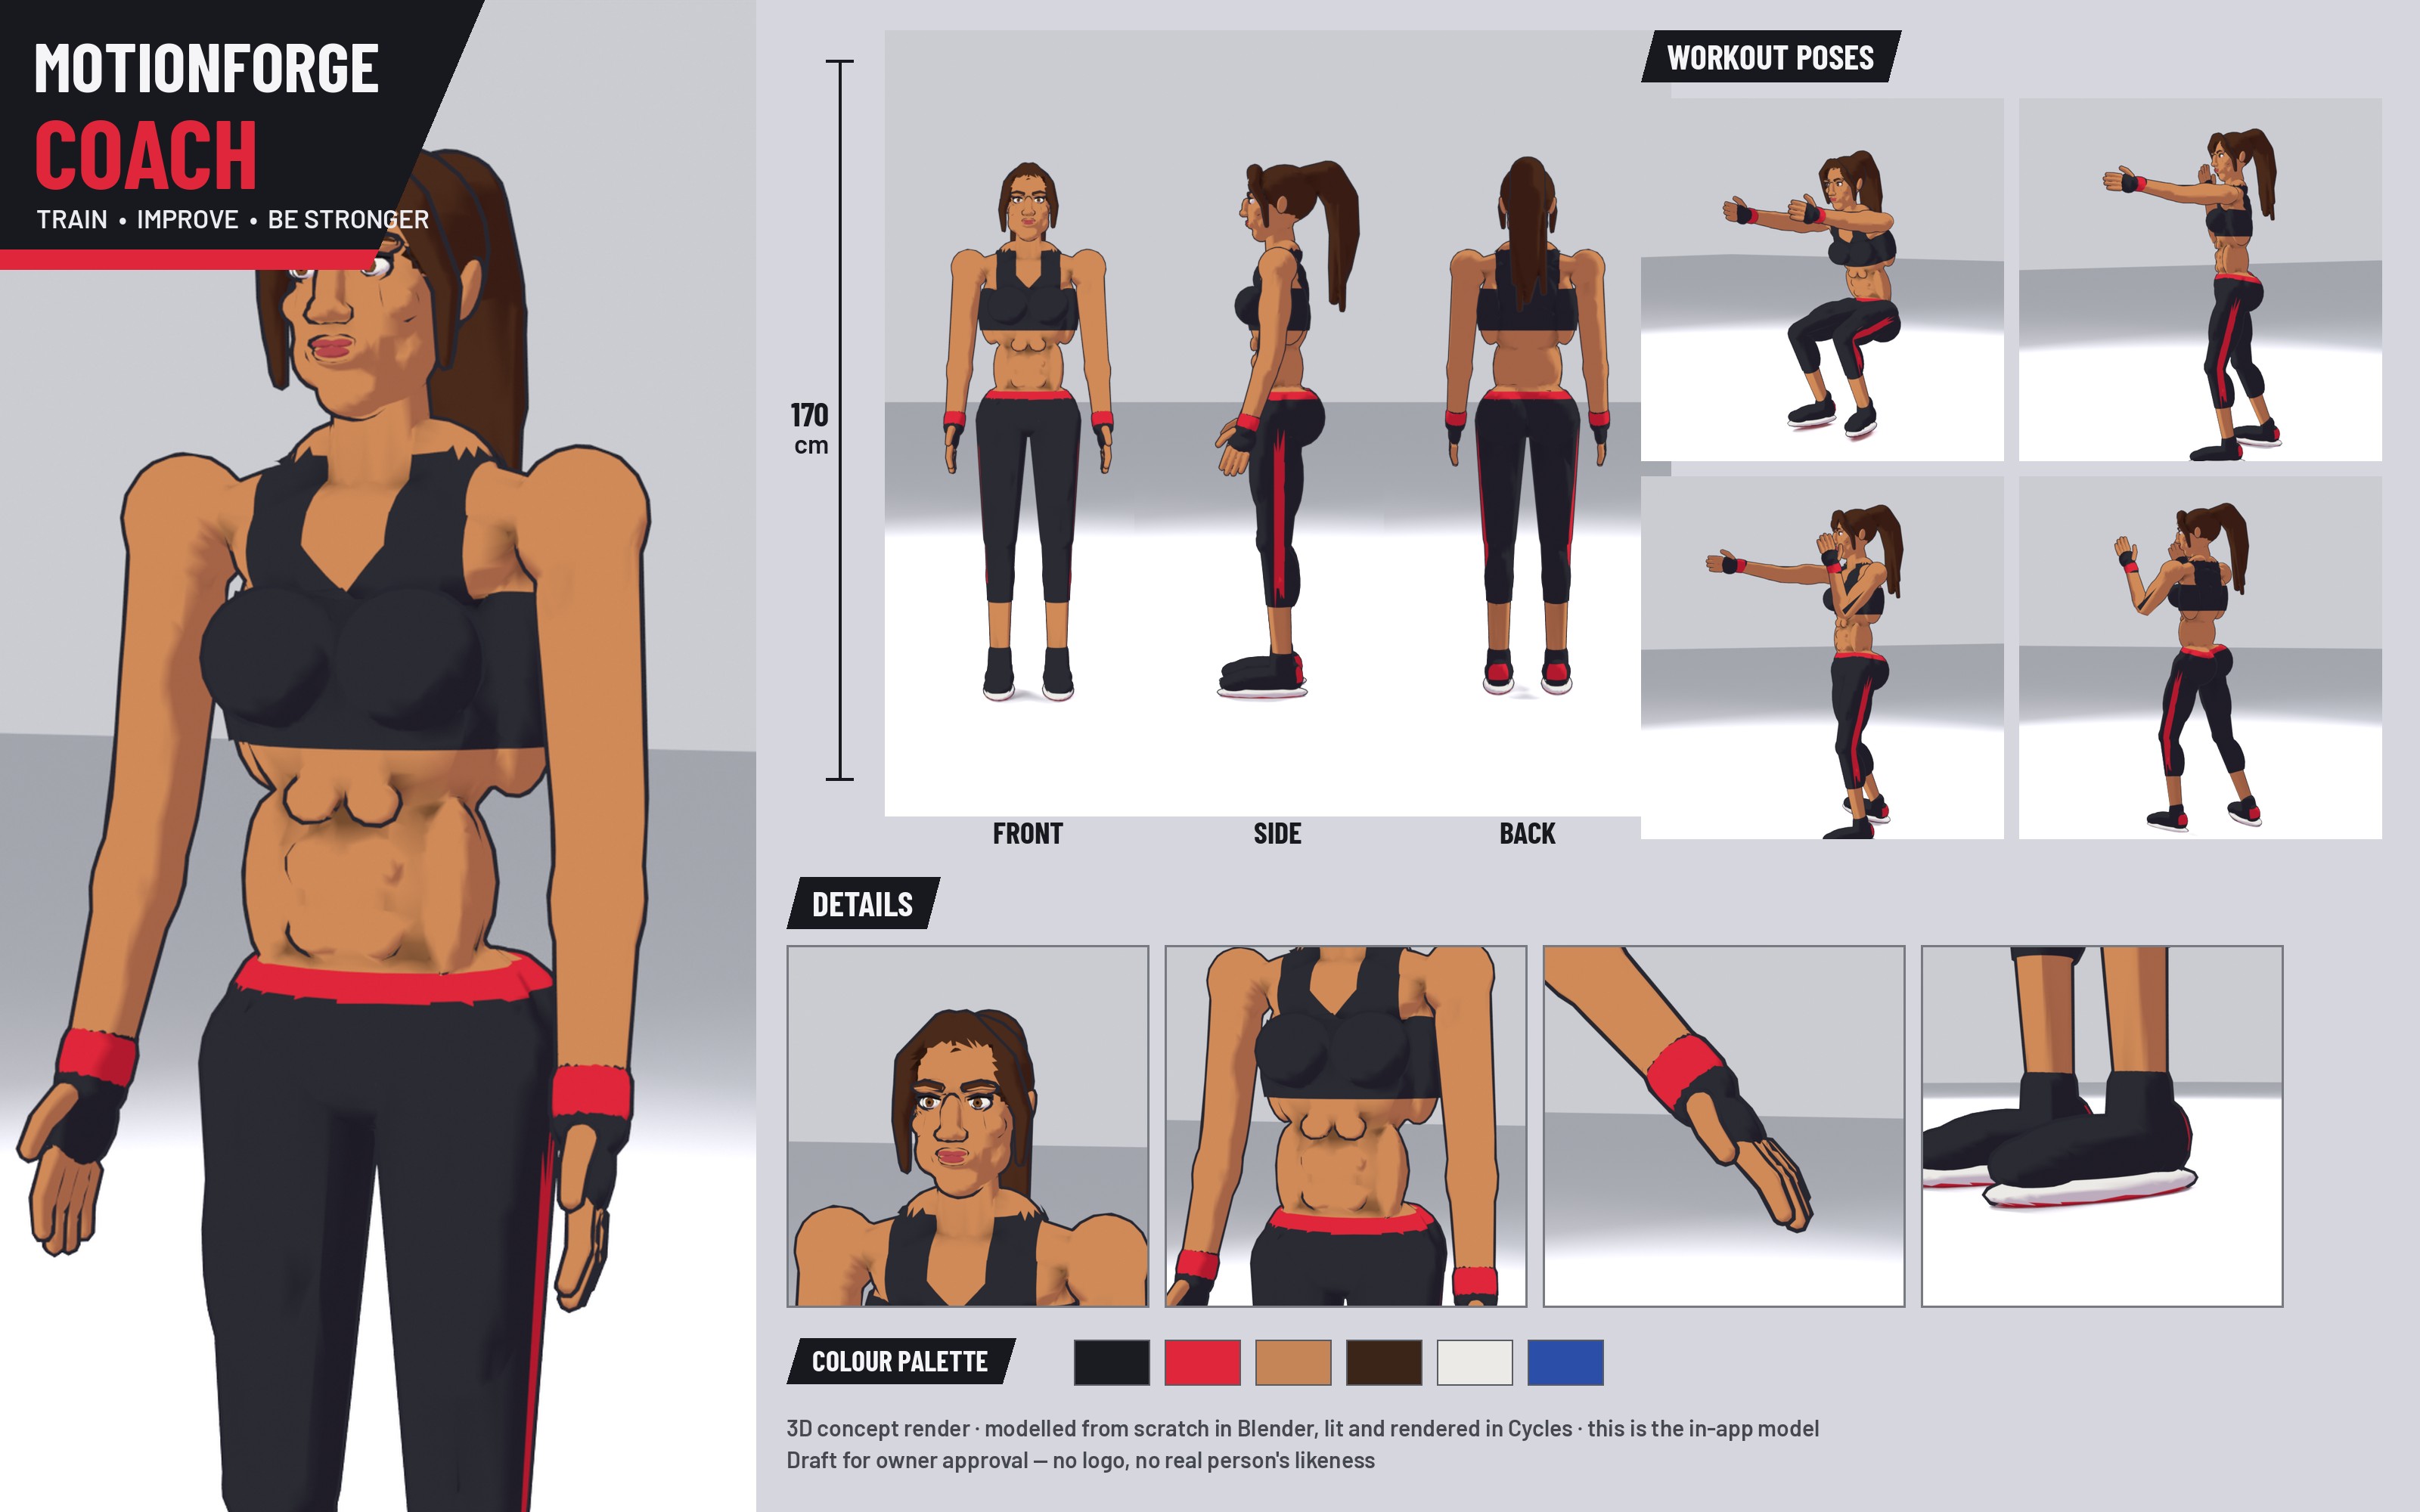 MOTIONFORGE
COACH
TRAIN • IMPROVE • BE STRONGER
170
cm
FRONT
SIDE
BACK
WORKOUT POSES
DETAILS
COLOUR PALETTE
3D concept render · modelled from scratch in Blender, lit and rendered in Cycles · this is the in-app model
Draft for owner approval — no logo, no real person's likeness